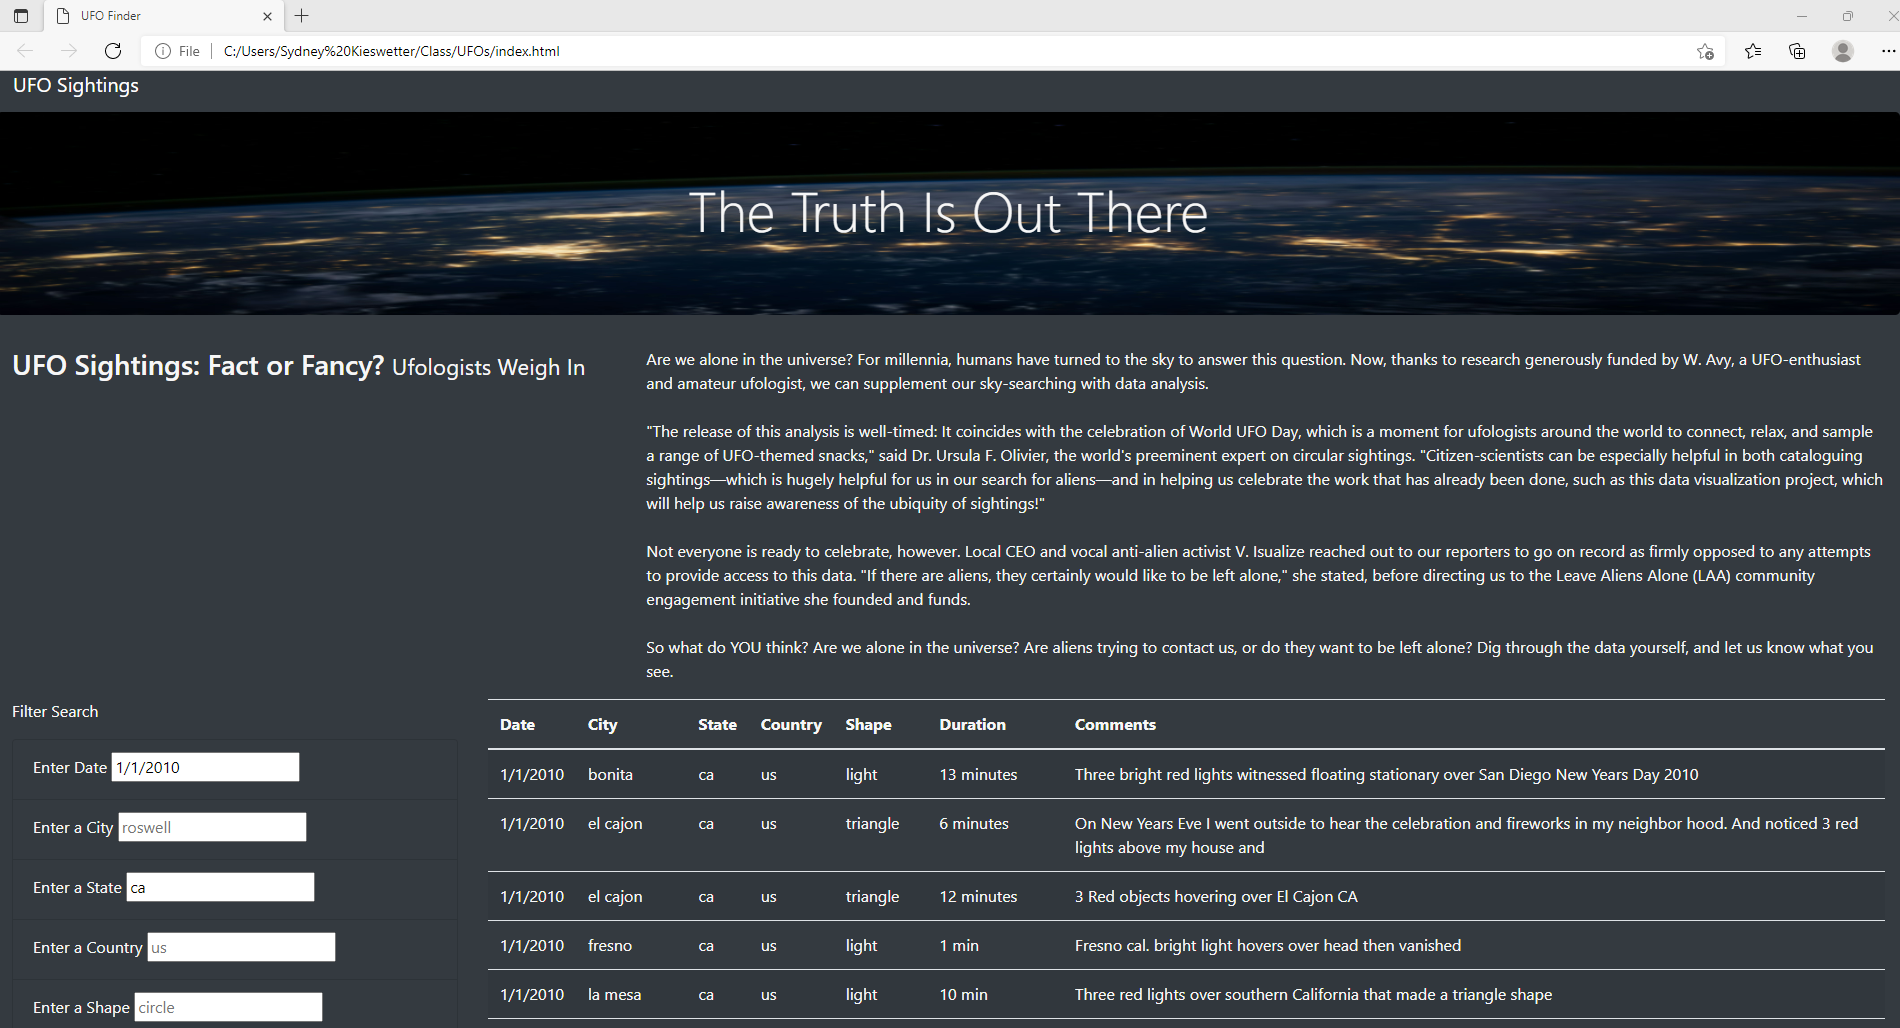 UFO Finder
File | C:/Users/Sydney%20Kieswetter/Class/UFOs/index.html
UFO Sightings
The Truth Is Out There
UFO Sightings: Fact or Fancy? Ufologists Weigh In
Are we alone in the universe? For millennia, humans have turned to the sky to answer this question. Now, thanks to research generously funded by W. Avy, a UFO-enthusiast
and amateur ufologist, we can supplement our sky-searching with data analysis.
"The release of this analysis is well-timed: It coincides with the celebration of World UFO Day, which is a moment for ufologists around the world to connect, relax, and sample
a range of UFO-themed snacks," said Dr. Ursula F. Olivier, the world's preeminent expert on circular sightings. "Citizen-scientists can be especially helpful in both cataloguing
sightings—which is hugely helpful for us in our search for aliens—and in helping us celebrate the work that has already been done, such as this data visualization project, which
will help us raise awareness of the ubiquity of sightings!"
Not everyone is ready to celebrate, however. Local CEO and vocal anti-alien activist V. Isualize reached out to our reporters to go on record as firmly opposed to any attempts
to provide access to this data. "If there are aliens, they certainly would like to be left alone," she stated, before directing us to the Leave Aliens Alone (LAA) community
engagement initiative she founded and funds.
So what do YOU think? Are we alone in the universe? Are aliens trying to contact us, or do they want to be left alone? Dig through the data yourself, and let us know what you
see.
Filter Search
Enter Date 1/1/2010
Enter a City roswell
Enter a State ca
Enter a Country us
Enter a Shape circle
Date City State Country Shape Duration Comments
1/1/2010 bonita ca us light 13 minutes Three bright red lights witnessed floating stationary over San Diego New Years Day 2010
1/1/2010 el cajon ca us triangle 6 minutes On New Years Eve I went outside to hear the celebration and fireworks in my neighbor hood. And noticed 3 red
lights above my house and
1/1/2010 el cajon ca us triangle 12 minutes 3 Red objects hovering over El Cajon CA
1/1/2010 fresno ca us light 1 min Fresno cal. bright light hovers over head then vanished
1/1/2010 la mesa ca us light 10 min Three red lights over southern California that made a triangle shape